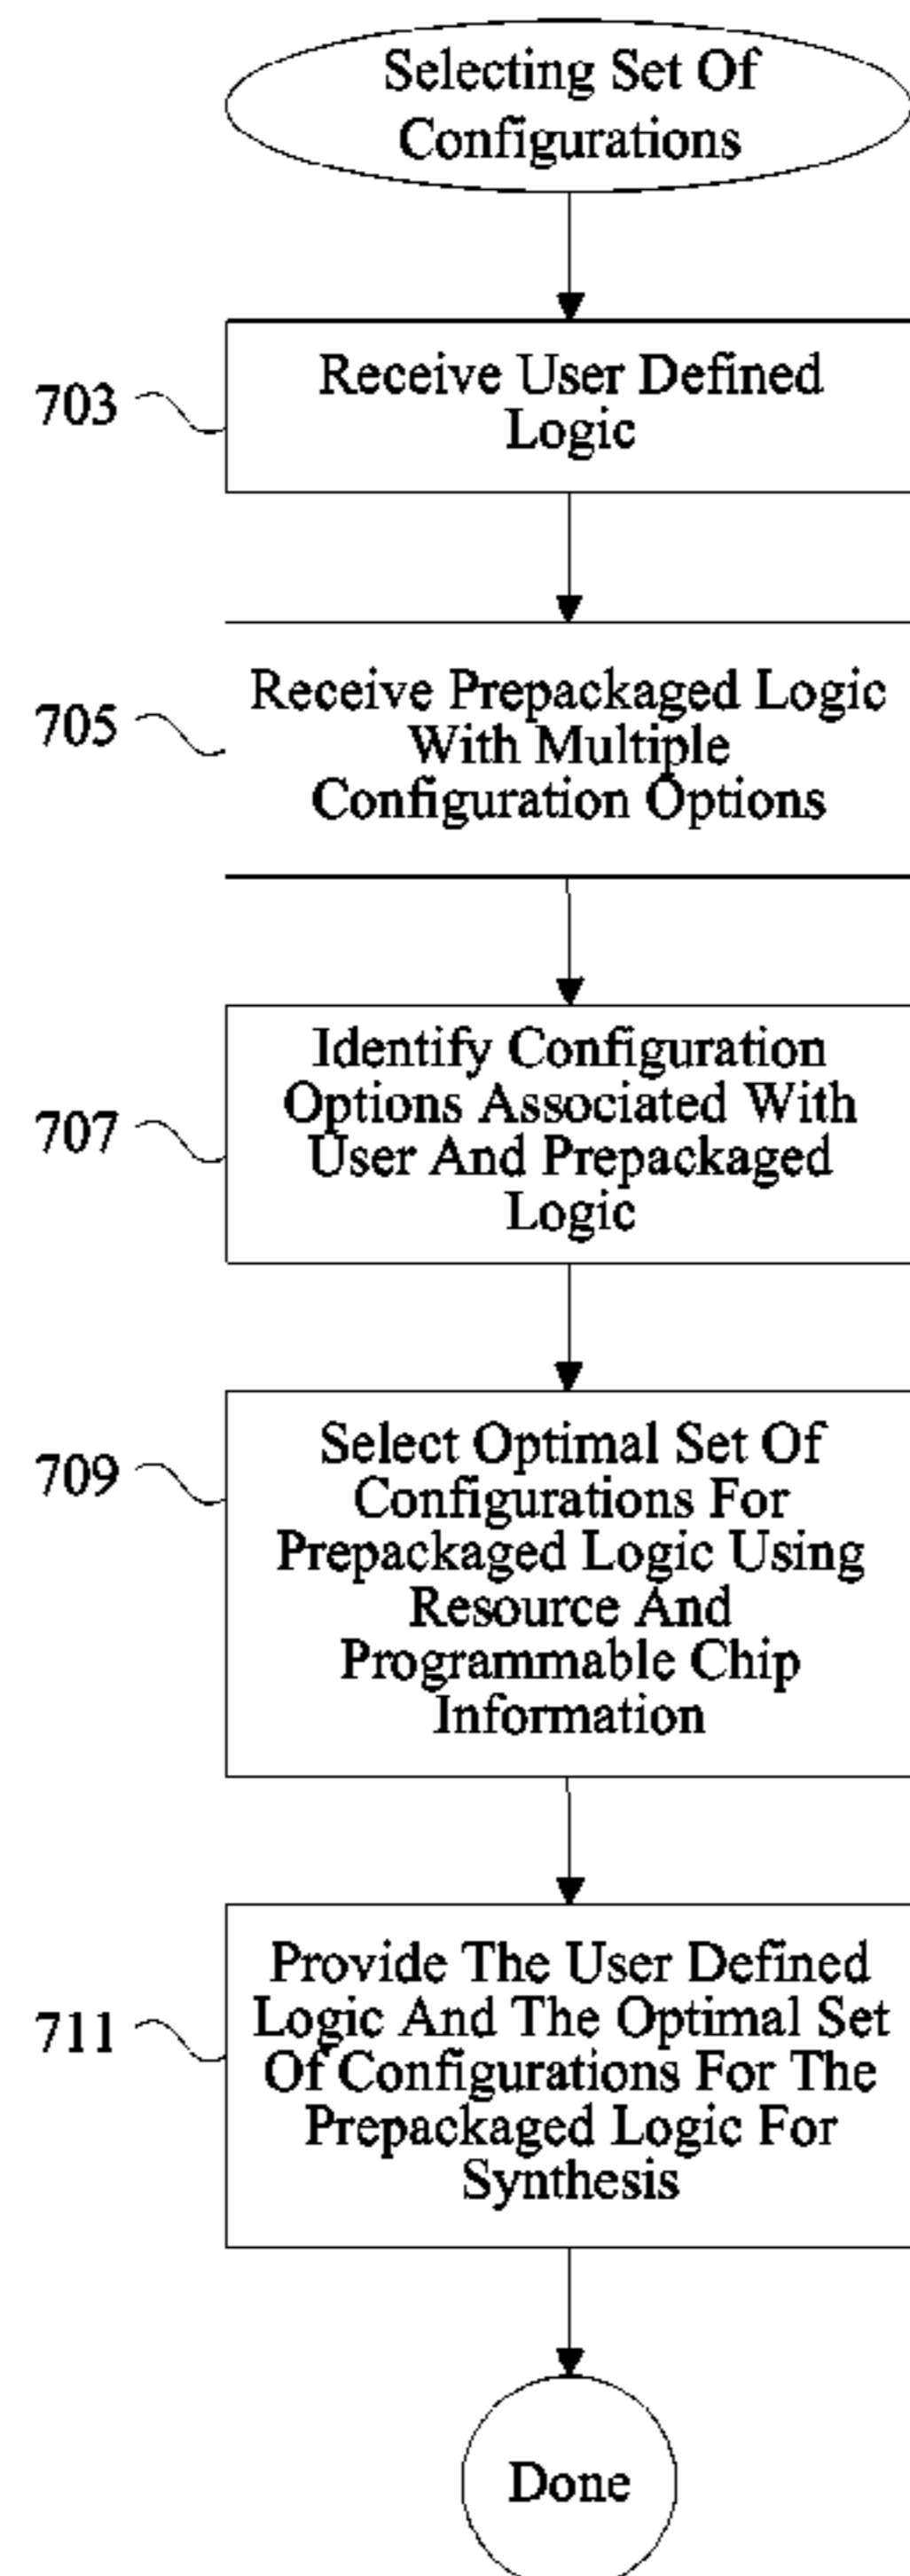 Selecting Set Of
Configurations
703
Receive User Defined
Logic
705
Receive Prepackaged Logic
With Multiple
Configuration Options
707
Identify Configuration
Options Associated With
User And Prepackaged
Logic
709
Select Optimal Set Of
Configurations For
Prepackaged Logic Using
Resource And
Programmable Chip
Information
711
Provide The User Defined
Logic And The Optimal Set
Of Configurations For The
Prepackaged Logic For
Synthesis
Done